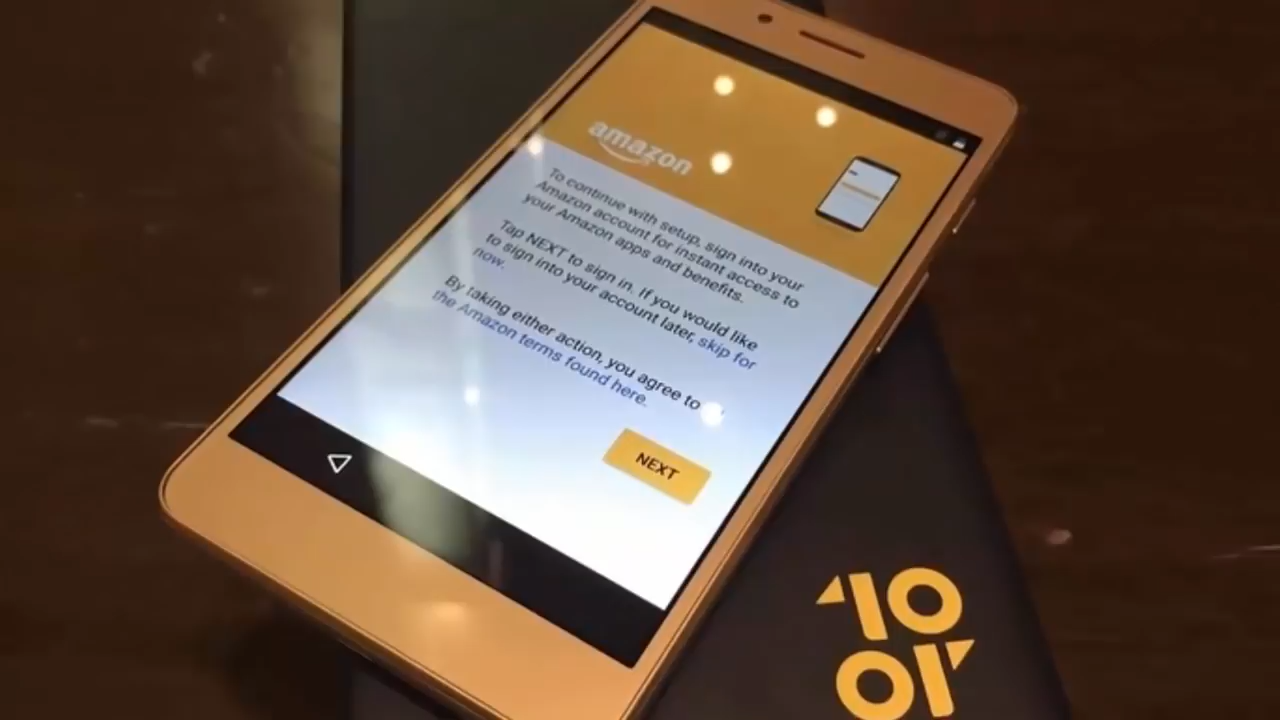 amazon
To continue with setup, sign into your
Amazon account for instant access to
your Amazon apps and benefits.
Tap NEXT to sign in. If you would like
to sign into your account later, skip for
now.
By taking either action, you agree to
the Amazon terms found here.
NEXT
10
or